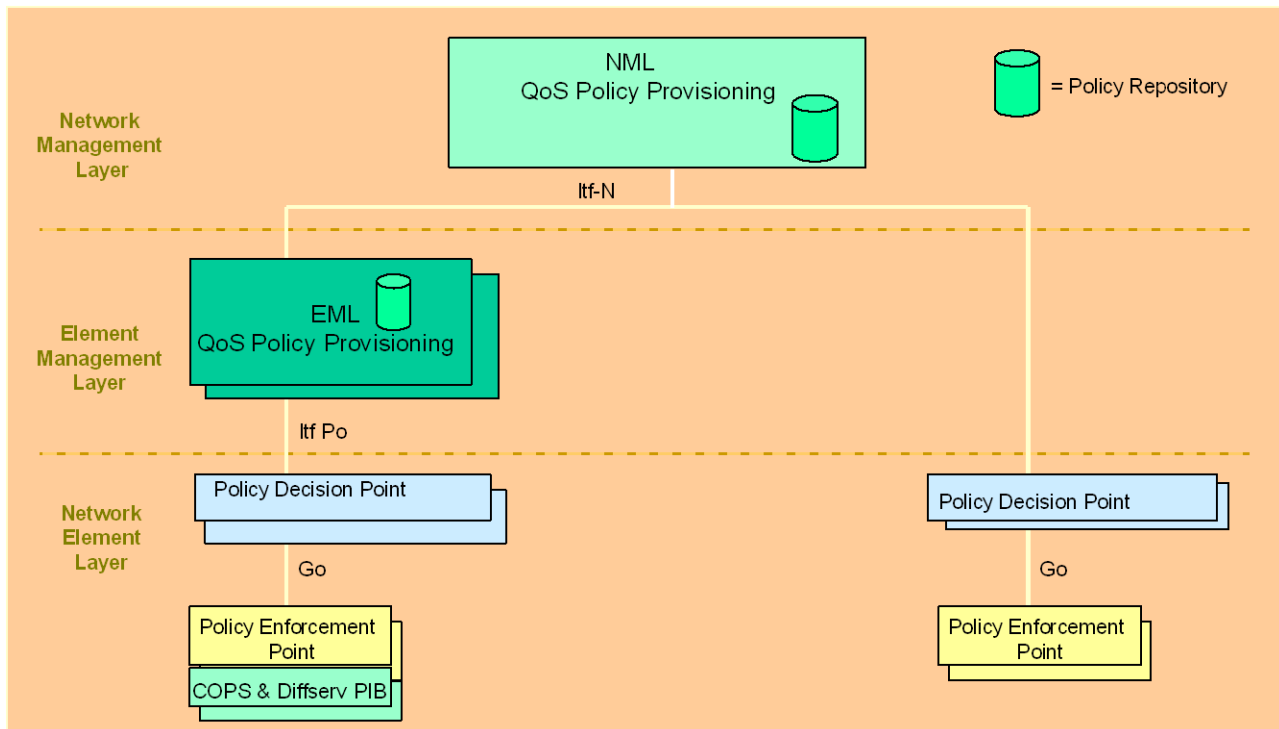 NML
QoS Policy Provisioning
= Policy Repository
Network
Management
Layer
Itf-N
EML
QoS Policy Provisioning
Element
Management
Layer
Itf Po
Policy Decision Point
Policy Decision Point
Network
Element
Layer
Go
Go
Policy Enforcement
Point
Policy Enforcement
Point
COPS & Diffserv PIB